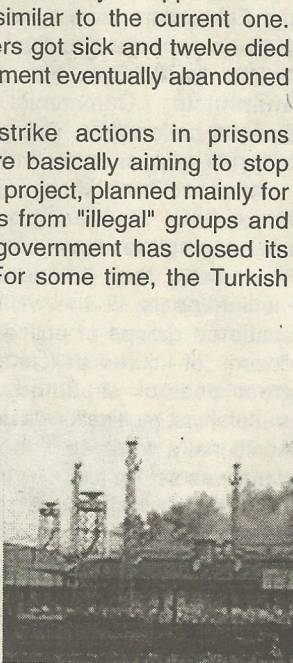 similar to the current one.
ers got sick and twelve died
ment eventually abandoned
strike actions in prisons
re basically aiming to stop
project, planned mainly for
s from "illegal" groups and
government has closed its
For some time, the Turkish